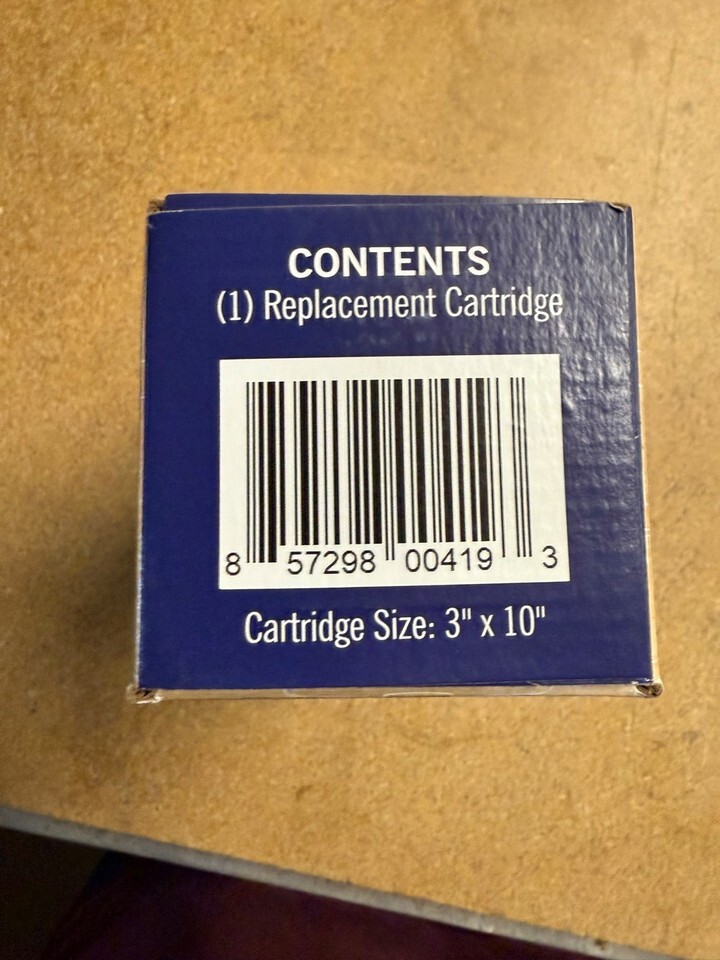 CONTENTS
(1) Replacement Cartridge
8 57298 00419 3
Cartridge Size: 3" x 10"